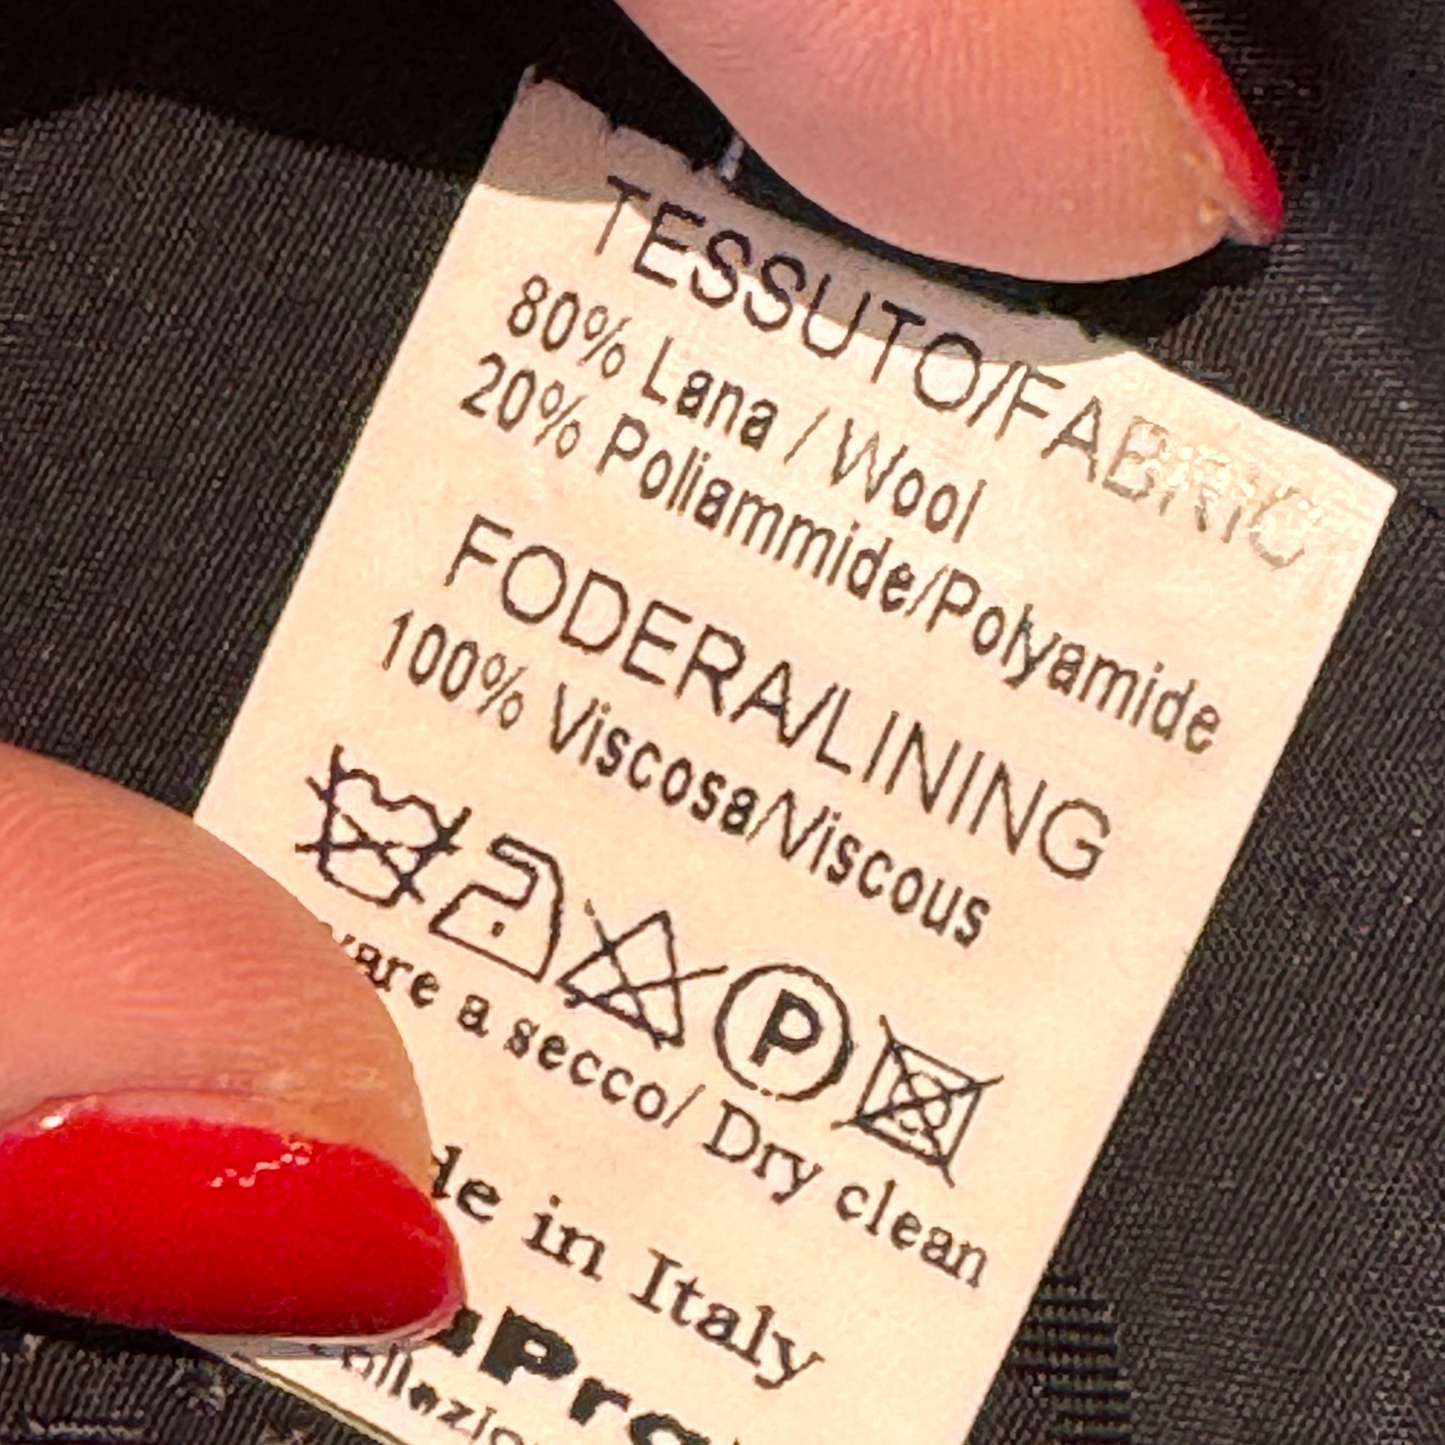 TESSUTO/FABRIC
80% Lana / Wool
20% Poliammide/Polyamide
FODERA/LINING
100% Viscosa/Viscous
P
a secco/ Dry clean
in Italy